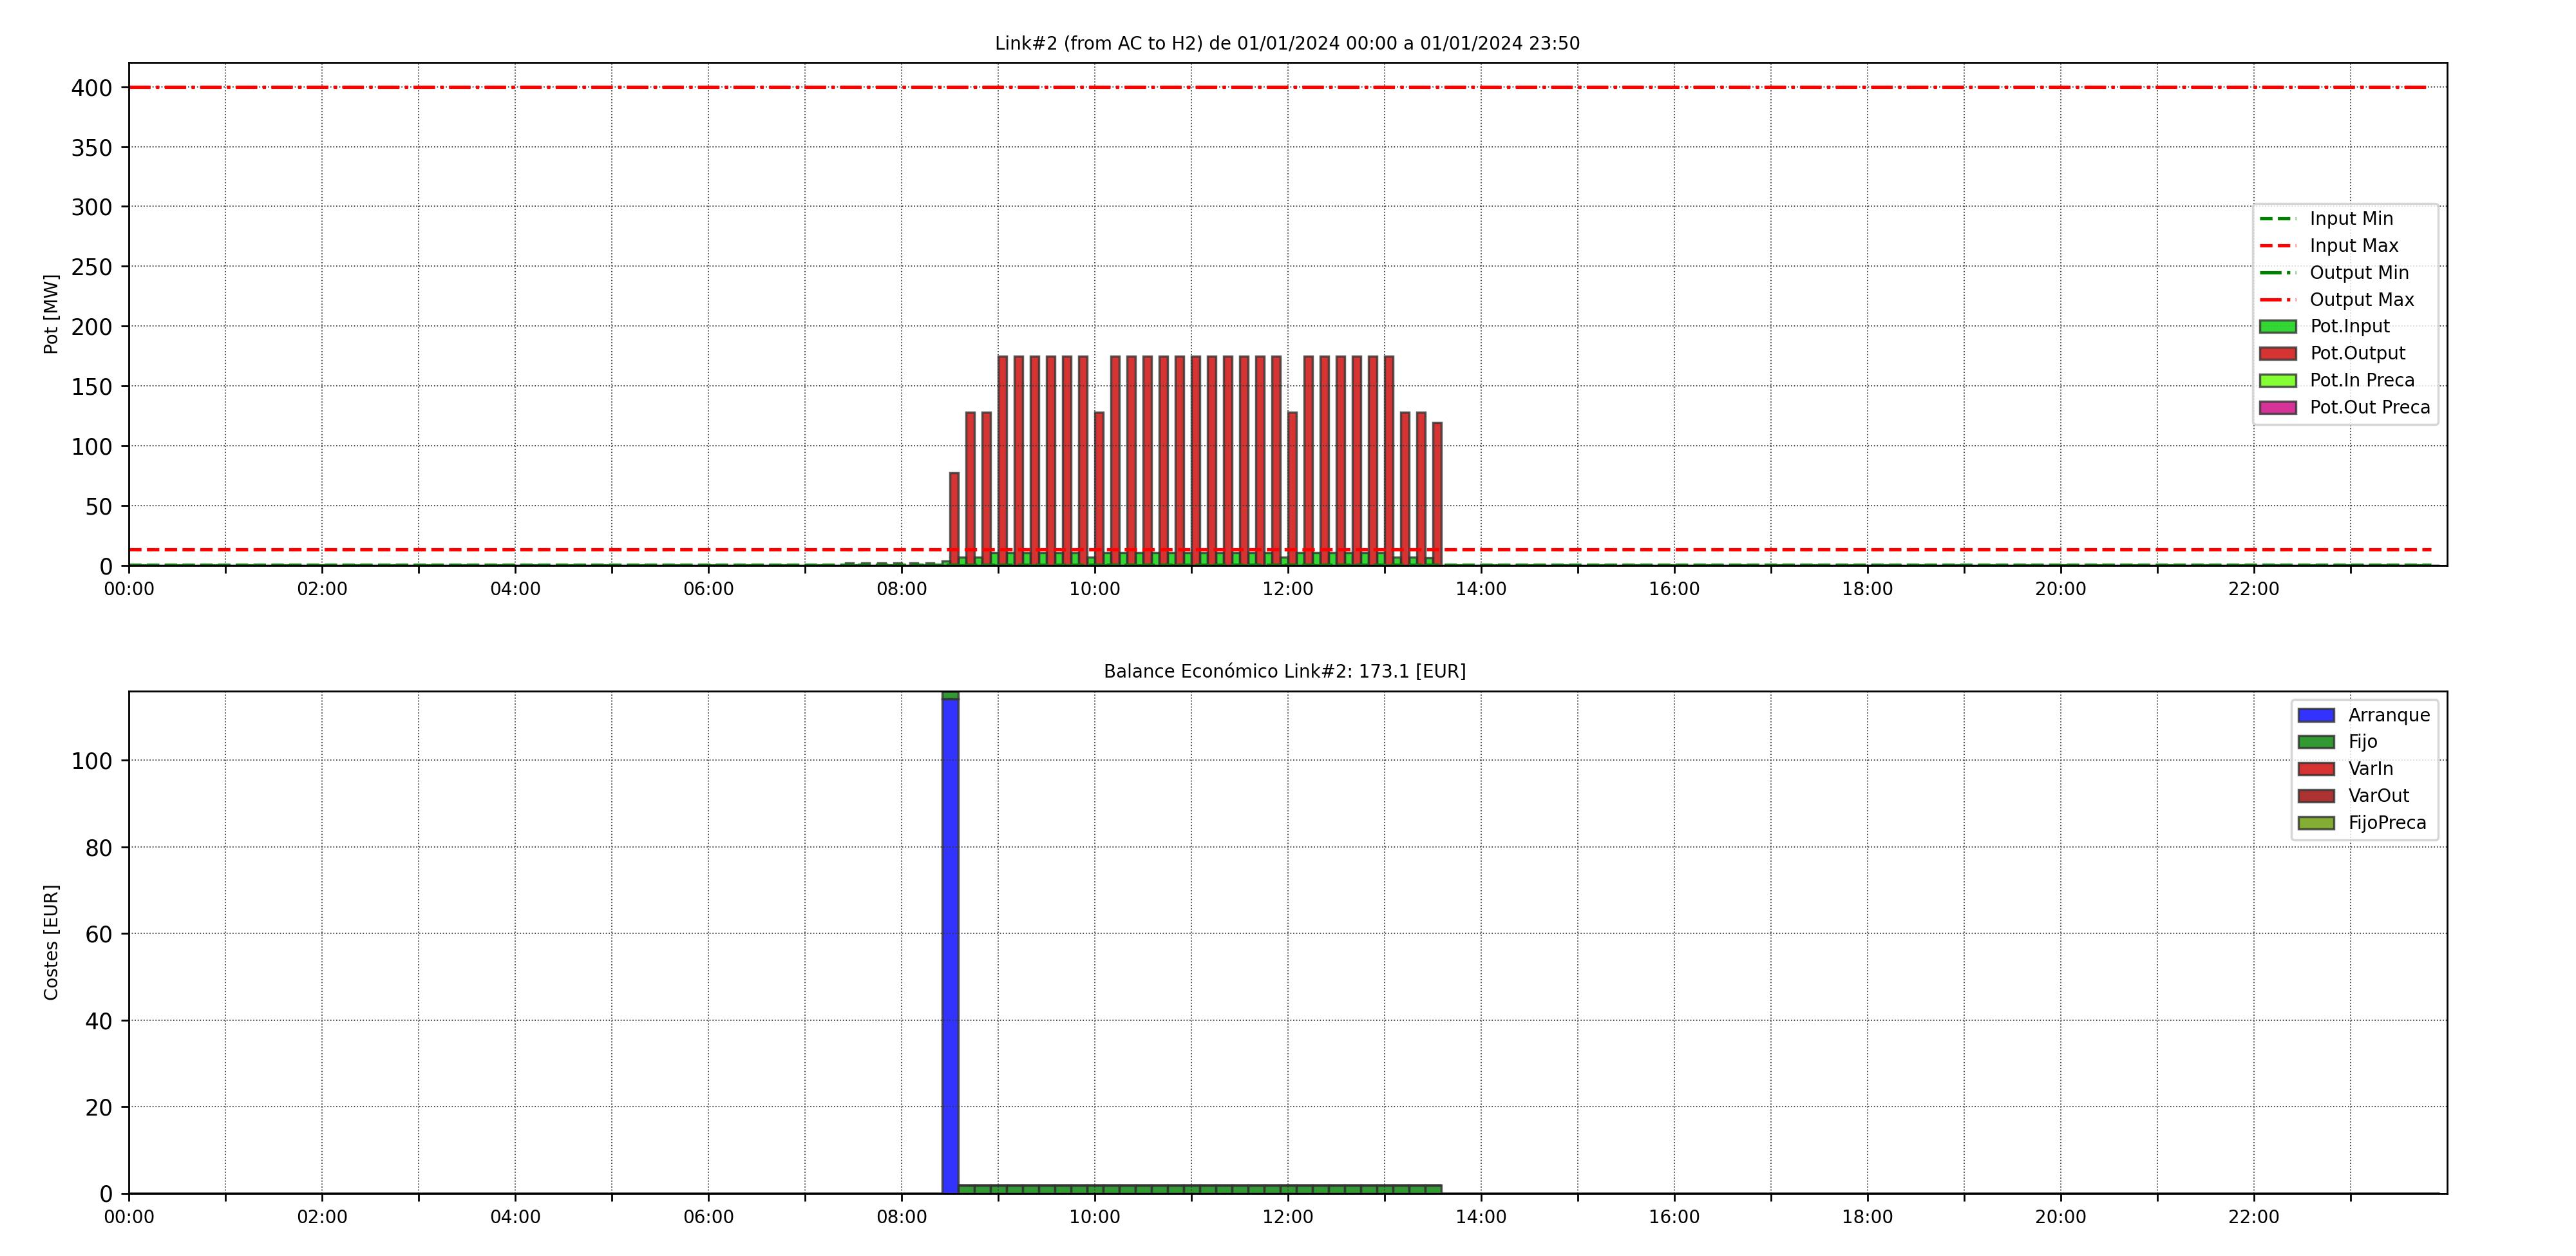 Link#2 (from AC to H2) de 01/01/2024 00:00 a 01/01/2024 23:50
Pot [MW]
400
350
300
250
200
150
100
50
0
00:00 02:00 04:00 06:00 08:00 10:00 12:00 14:00 16:00 18:00 20:00 22:00
Input Min
Input Max
Output Min
Output Max
Pot.Input
Pot.Output
Pot.In Preca
Pot.Out Preca
Balance Económico Link#2: 173.1 [EUR]
Costes [EUR]
100
80
60
40
20
0
00:00 02:00 04:00 06:00 08:00 10:00 12:00 14:00 16:00 18:00 20:00 22:00
Arranque
Fijo
VarIn
VarOut
FijoPreca